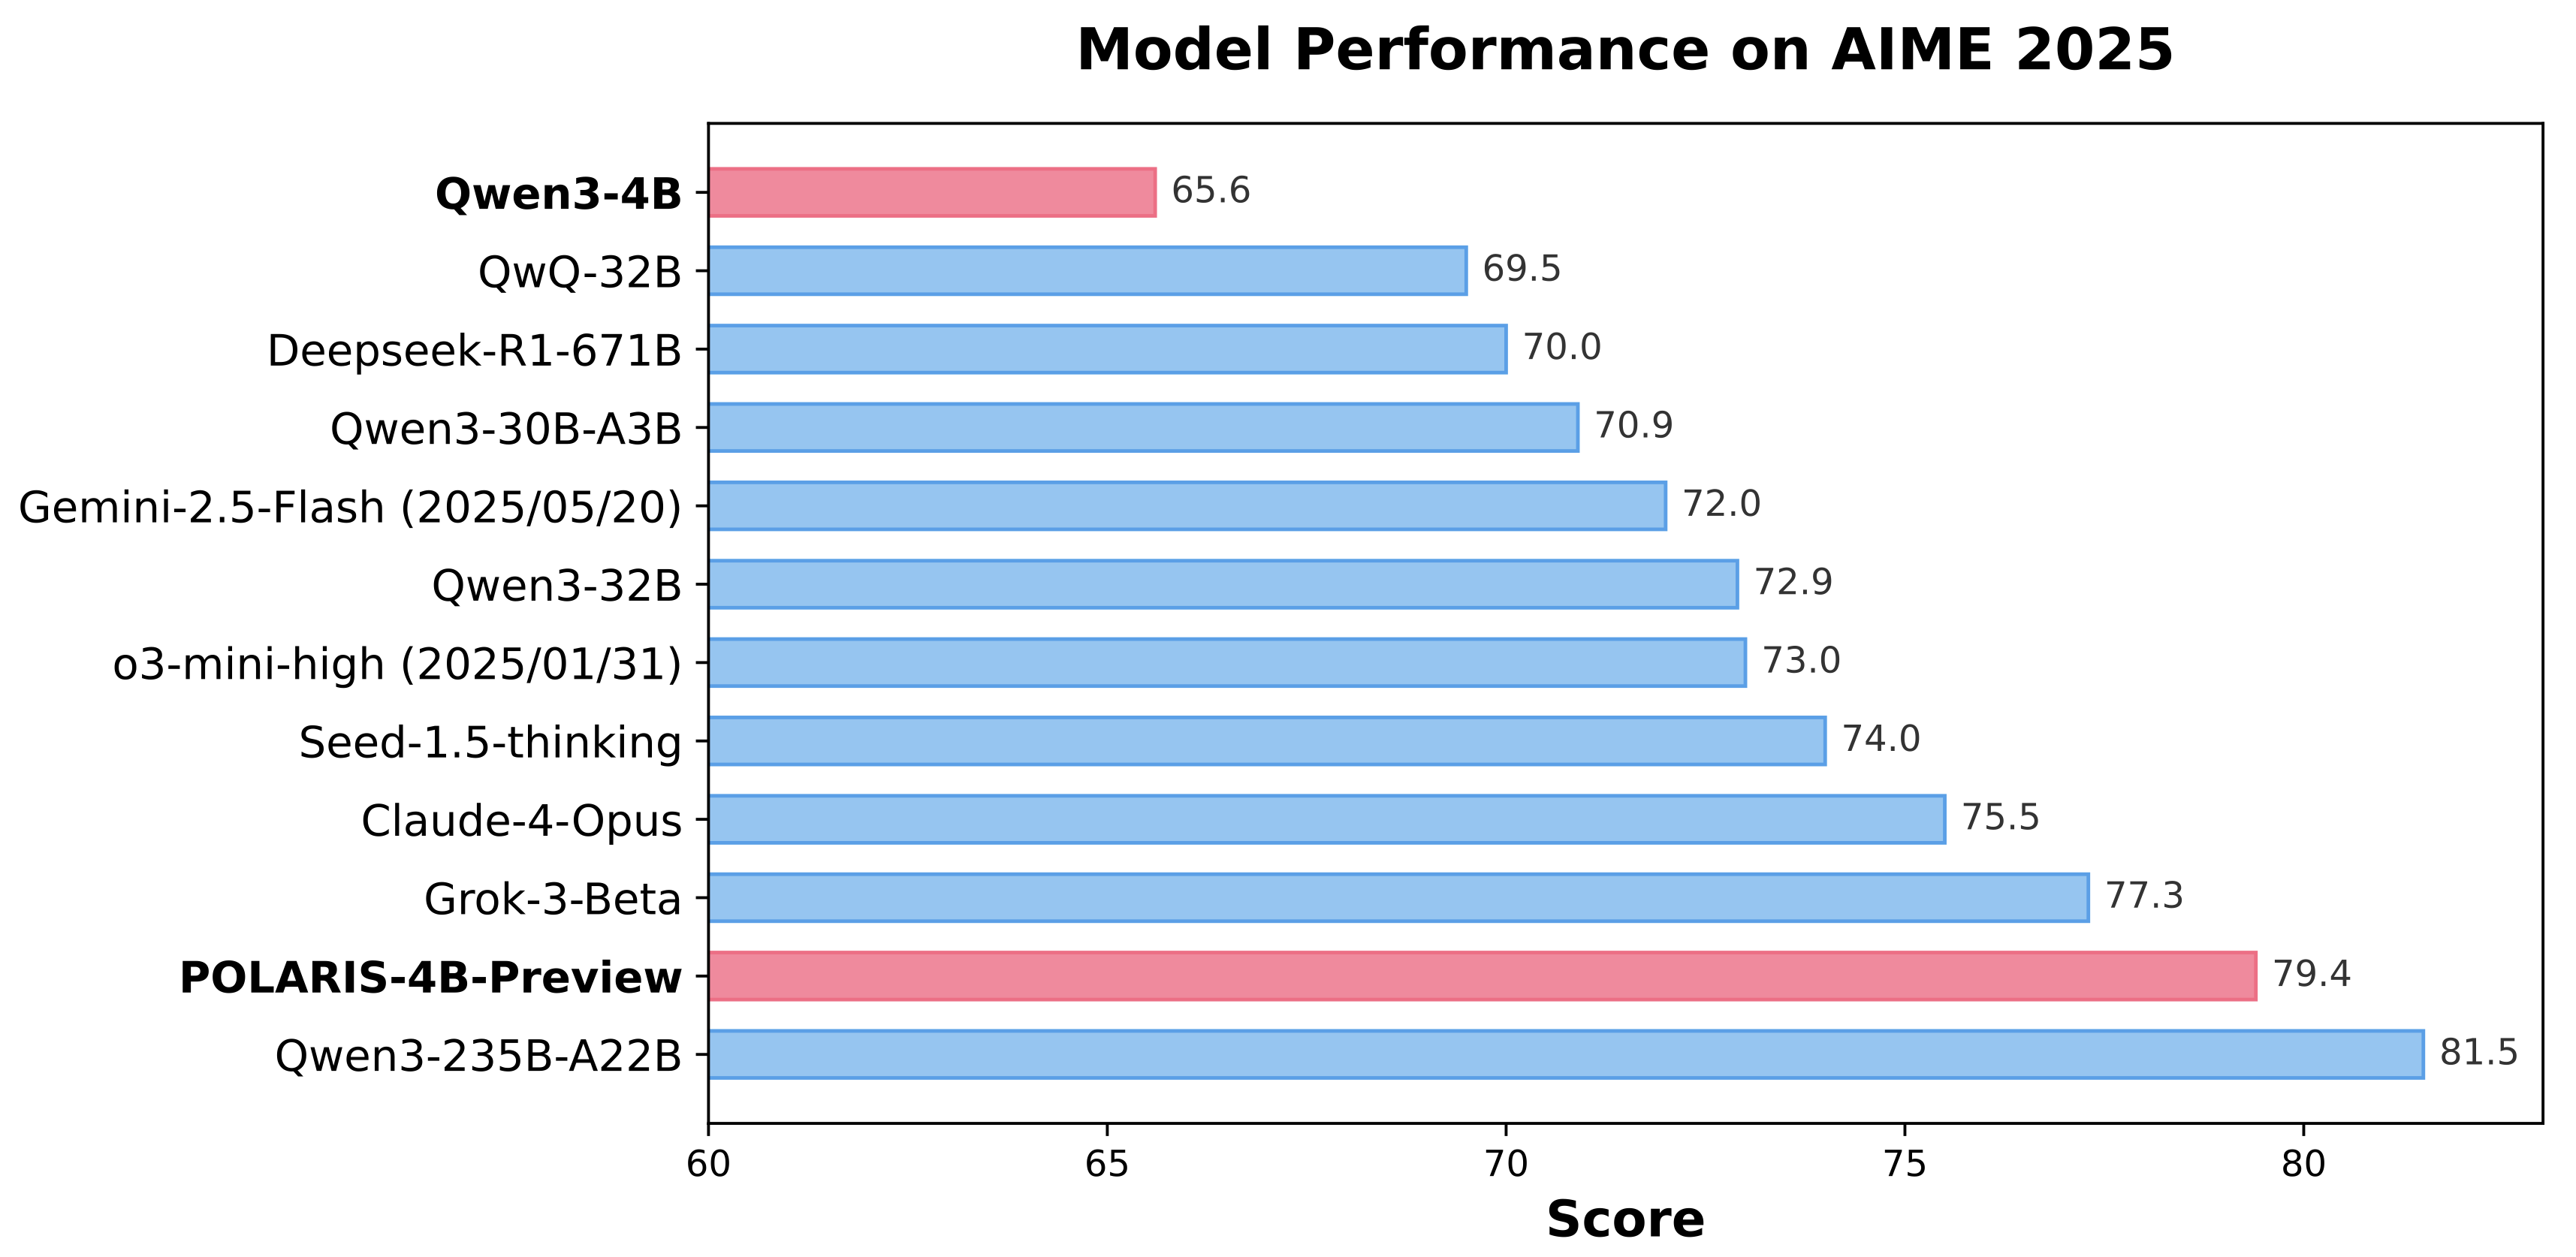 Model Performance on AIME 2025
Qwen3-4B 65.6
QwQ-32B 69.5
Deepseek-R1-671B 70.0
Qwen3-30B-A3B 70.9
Gemini-2.5-Flash (2025/05/20) 72.0
Qwen3-32B 72.9
o3-mini-high (2025/01/31) 73.0
Seed-1.5-thinking 74.0
Claude-4-Opus 75.5
Grok-3-Beta 77.3
POLARIS-4B-Preview 79.4
Qwen3-235B-A22B 81.5
60 65 70 75 80
Score